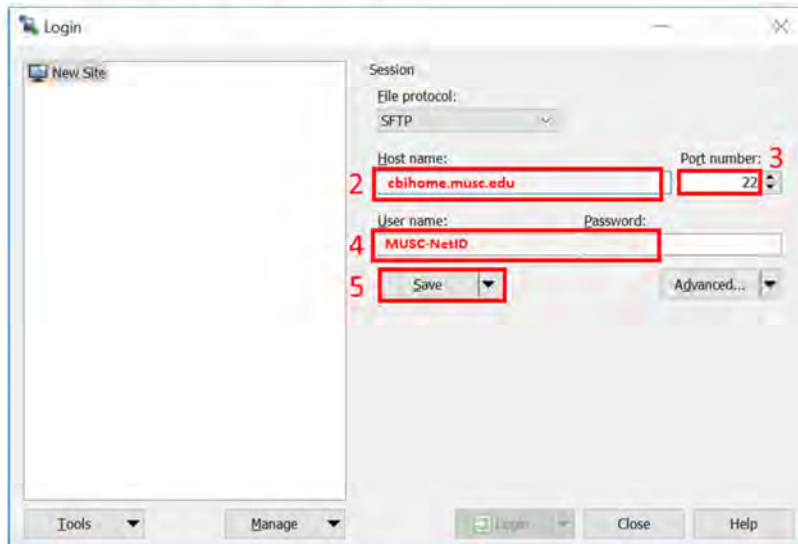 Login
New Site
Session
File protocol:
SFTP
Host name: Port number: 3
2 cbihome.musc.edu 22
User name: Password:
4 MUSC-NetID
5 Save Advanced...
Tools Manage Login Close Help